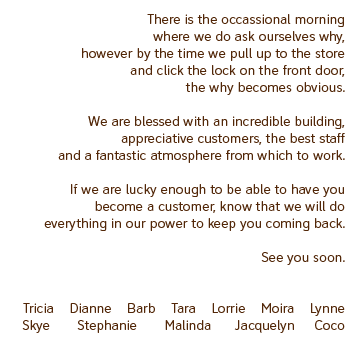 There is the occassional morning
where we do ask ourselves why,
however by the time we pull up to the store
and click the lock on the front door,
the why becomes obvious.
We are blessed with an incredible building,
appreciative customers, the best staff
and a fantastic atmosphere from which to work.
If we are lucky enough to be able to have you
become a customer, know that we will do
everything in our power to keep you coming back.
See you soon.
Tricia Dianne Barb Tara Lorrie Moira Lynne
Skye Stephanie Malinda Jacquelyn Coco